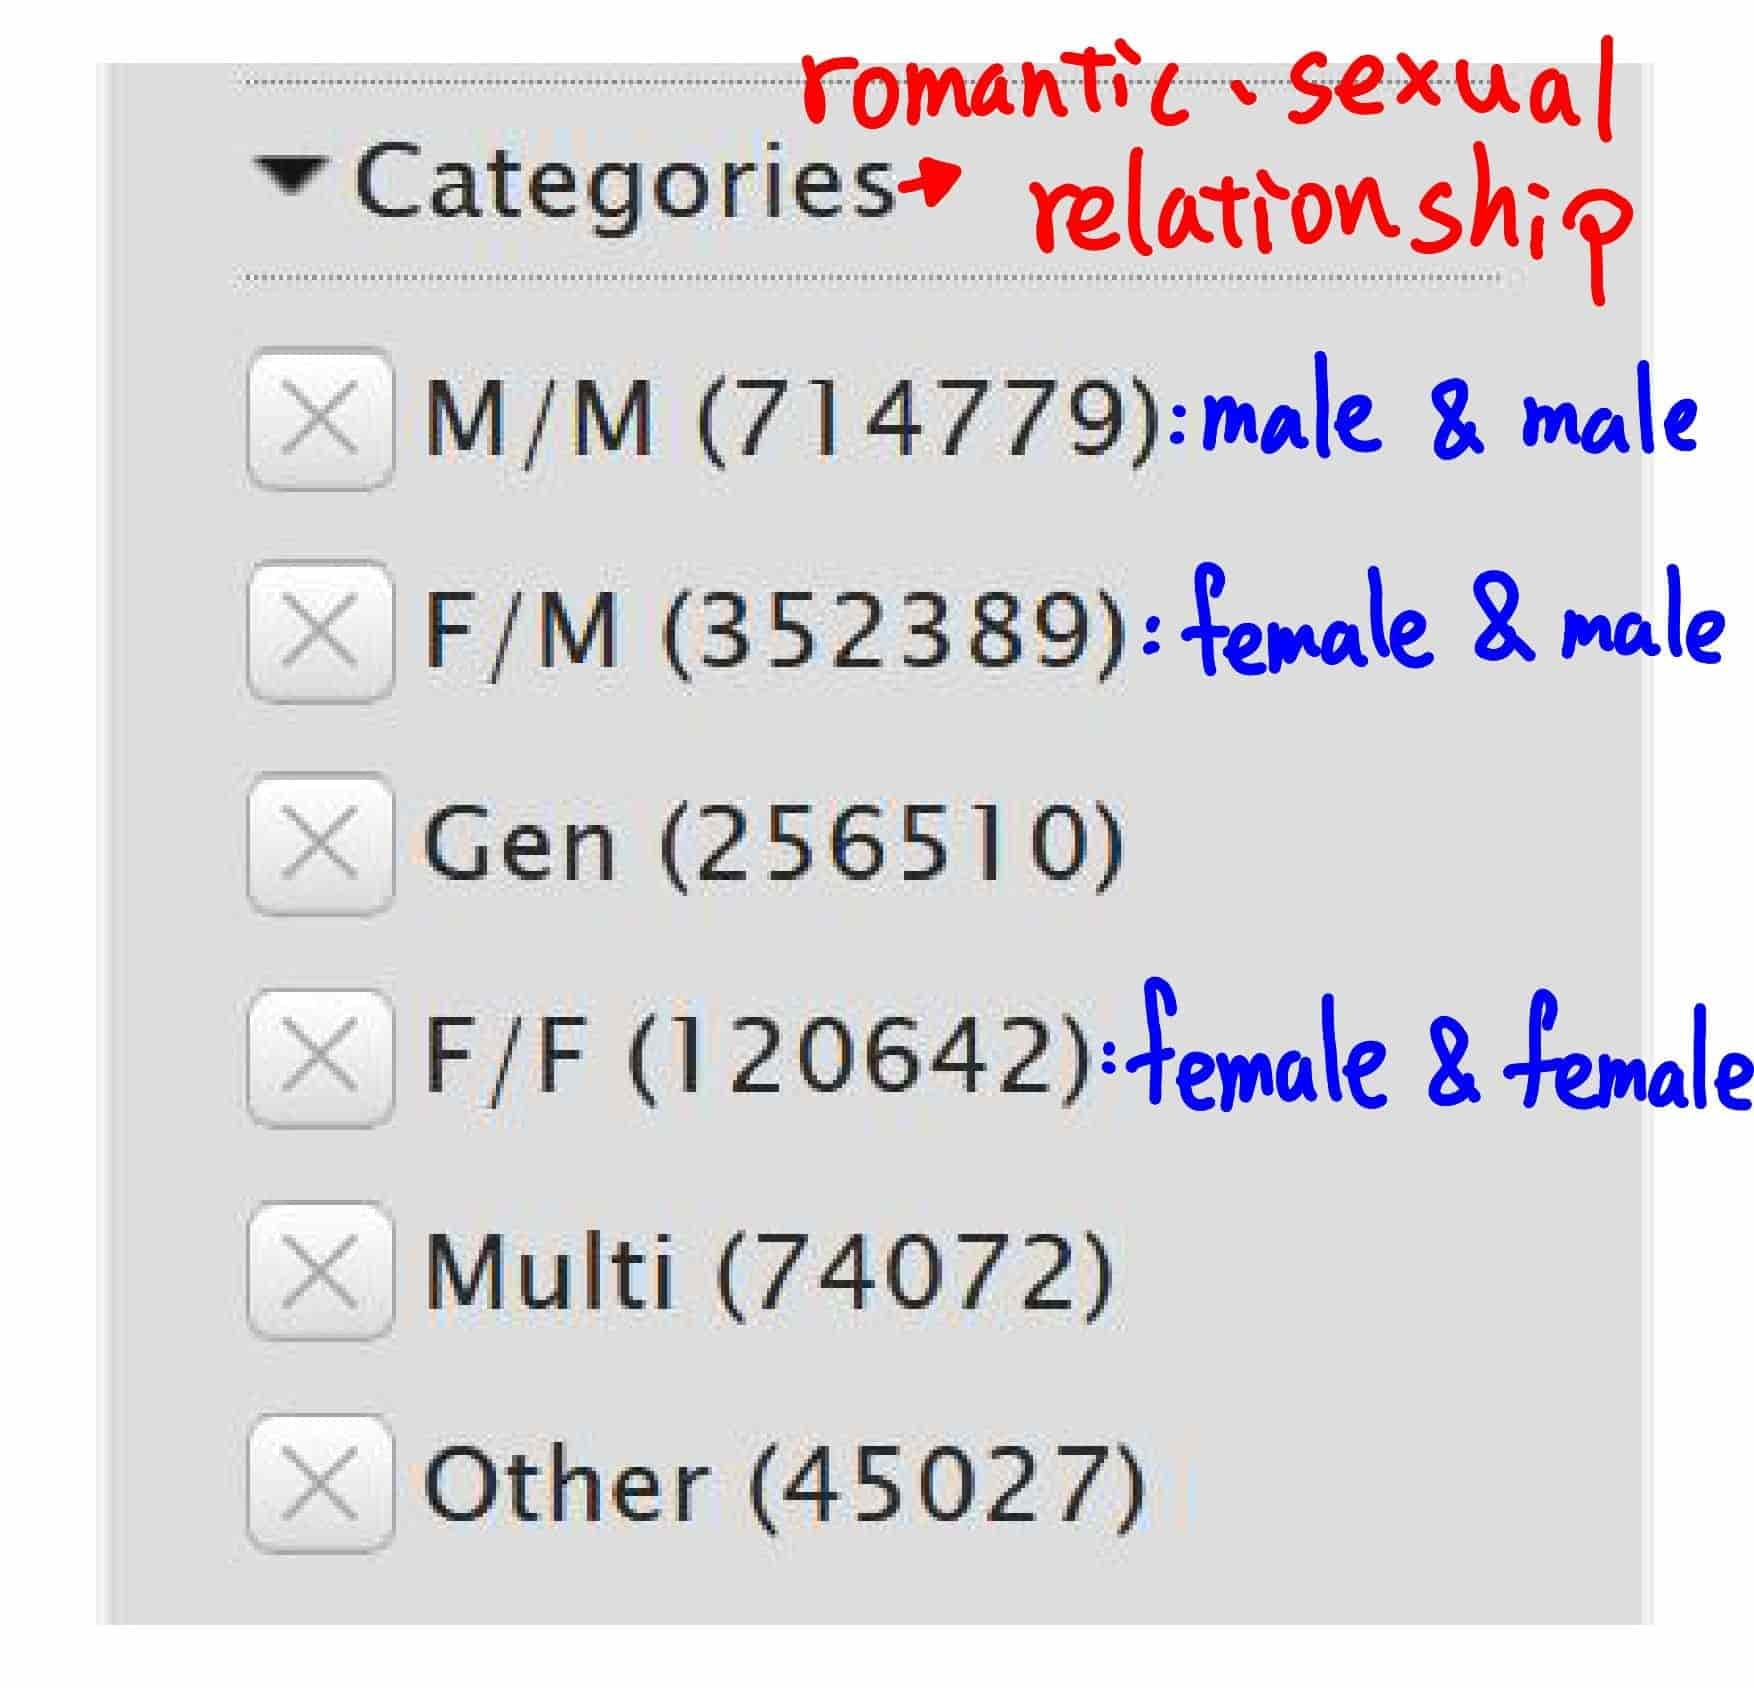 romantic、sexual
▼ Categories → relationship
M/M (714779) : male & male
F/M (352389) : female & male
Gen (256510)
F/F (120642) : female & female
Multi (74072)
Other (45027)